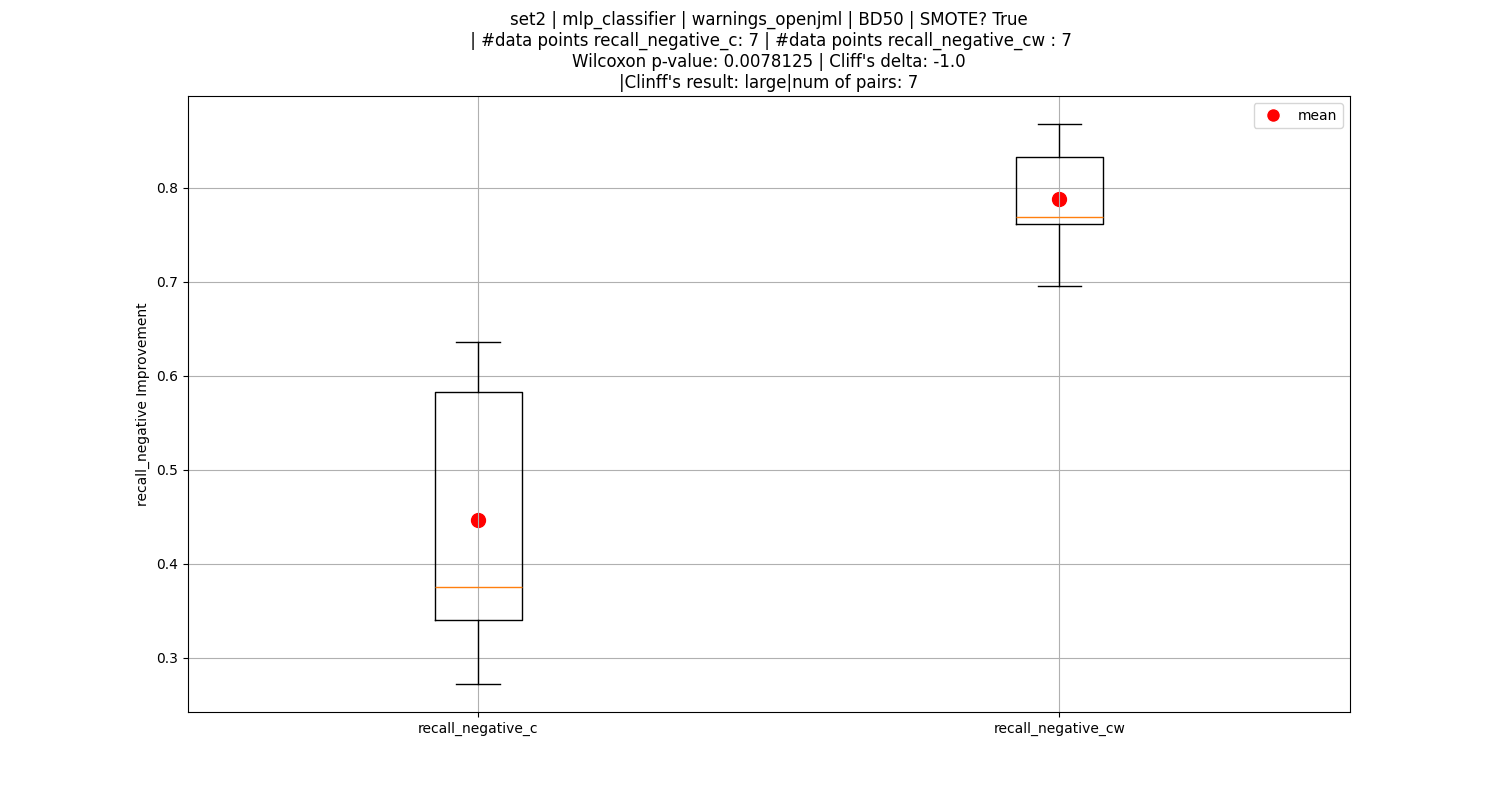 set2 | mlp_classifier | warnings_openjml | BD50 | SMOTE? True
| #data points recall_negative_c: 7 | #data points recall_negative_cw : 7
Wilcoxon p-value: 0.0078125 | Cliff's delta: -1.0
|Clinff's result: large|num of pairs: 7
mean
0.8
0.7
0.6
0.5
0.4
0.3
recall_negative Improvement
recall_negative_c
recall_negative_cw